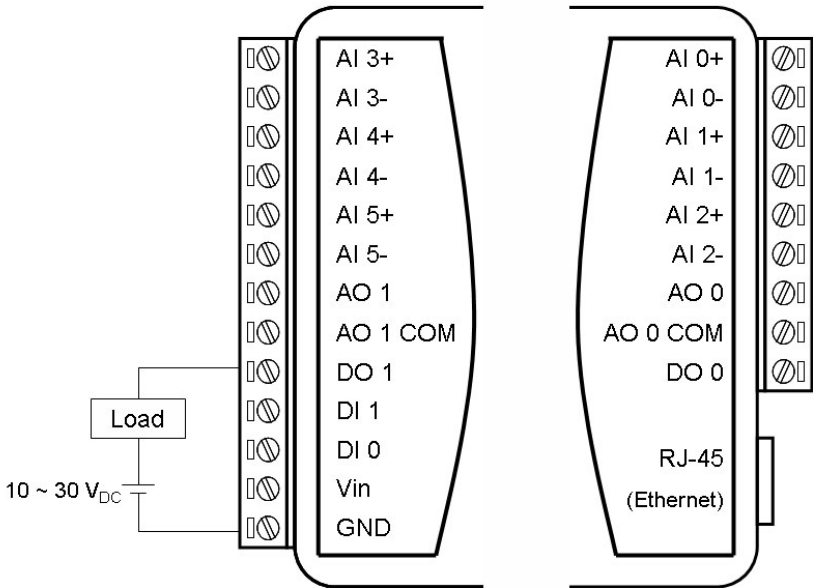 AI 3+
AI 3-
AI 4+
AI 4-
AI 5+
AI 5-
AO 1
AO 1 COM
DO 1
DI 1
DI 0
Vin
GND
Load
10 ~ 30 VDC
AI 0+
AI 0-
AI 1+
AI 1-
AI 2+
AI 2-
AO 0
AO 0 COM
DO 0
RJ-45
(Ethernet)